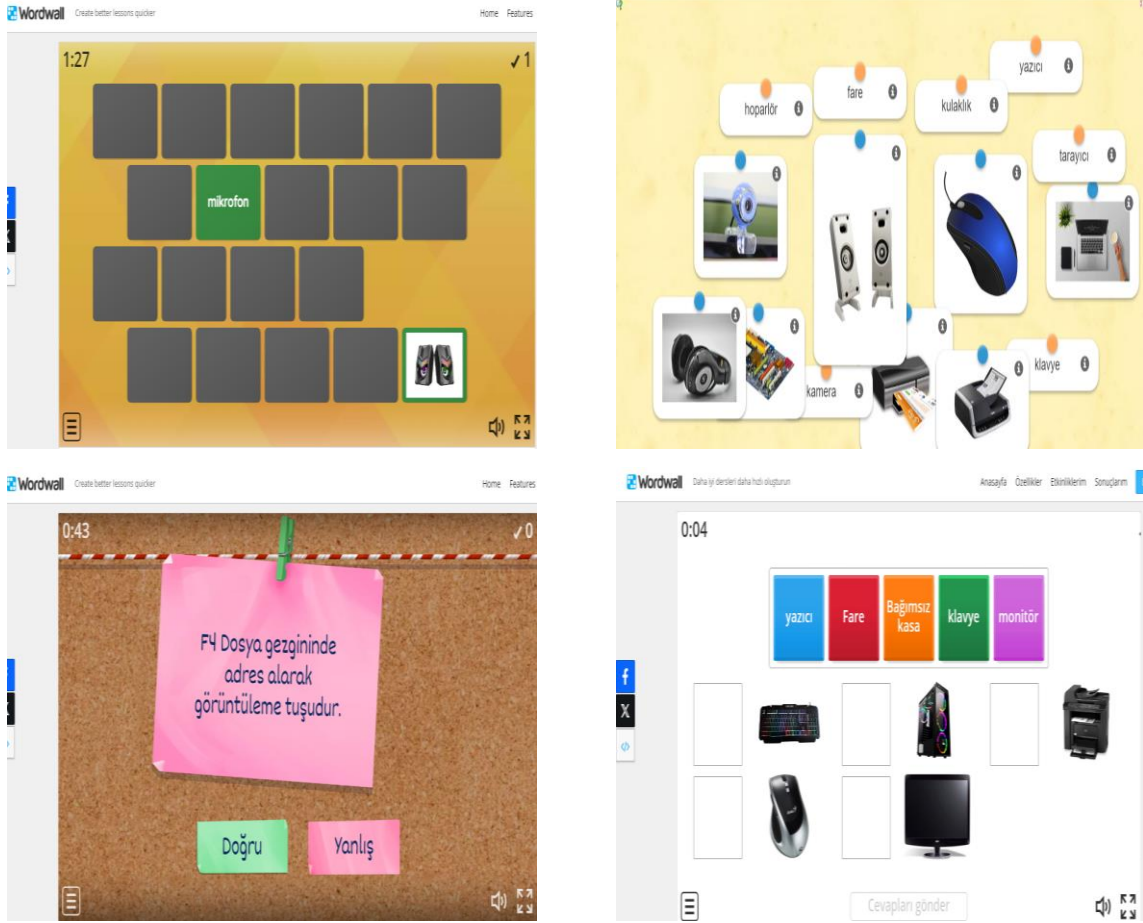 Wordwall Create better lessons quicker Home Features
1:27 ✓ 1
mikrofon
yazıcı
fare
hoparlör
kulaklık
tarayıcı
klavye
kamera
Wordwall Create better lessons quicker Home Features
0:43 ✓ 0
F4 Dosya gezgininde
adres alarak
görüntüleme tuşudur.
Doğru Yanlış
Wordwall Daha iyi dersleri daha hızlı oluşturun Anasayfa Özellikler Etkinliklerim Sonuçlarım
0:04
yazıcı Fare Bağımsız kasa klavye monitör
Cevapları gönder